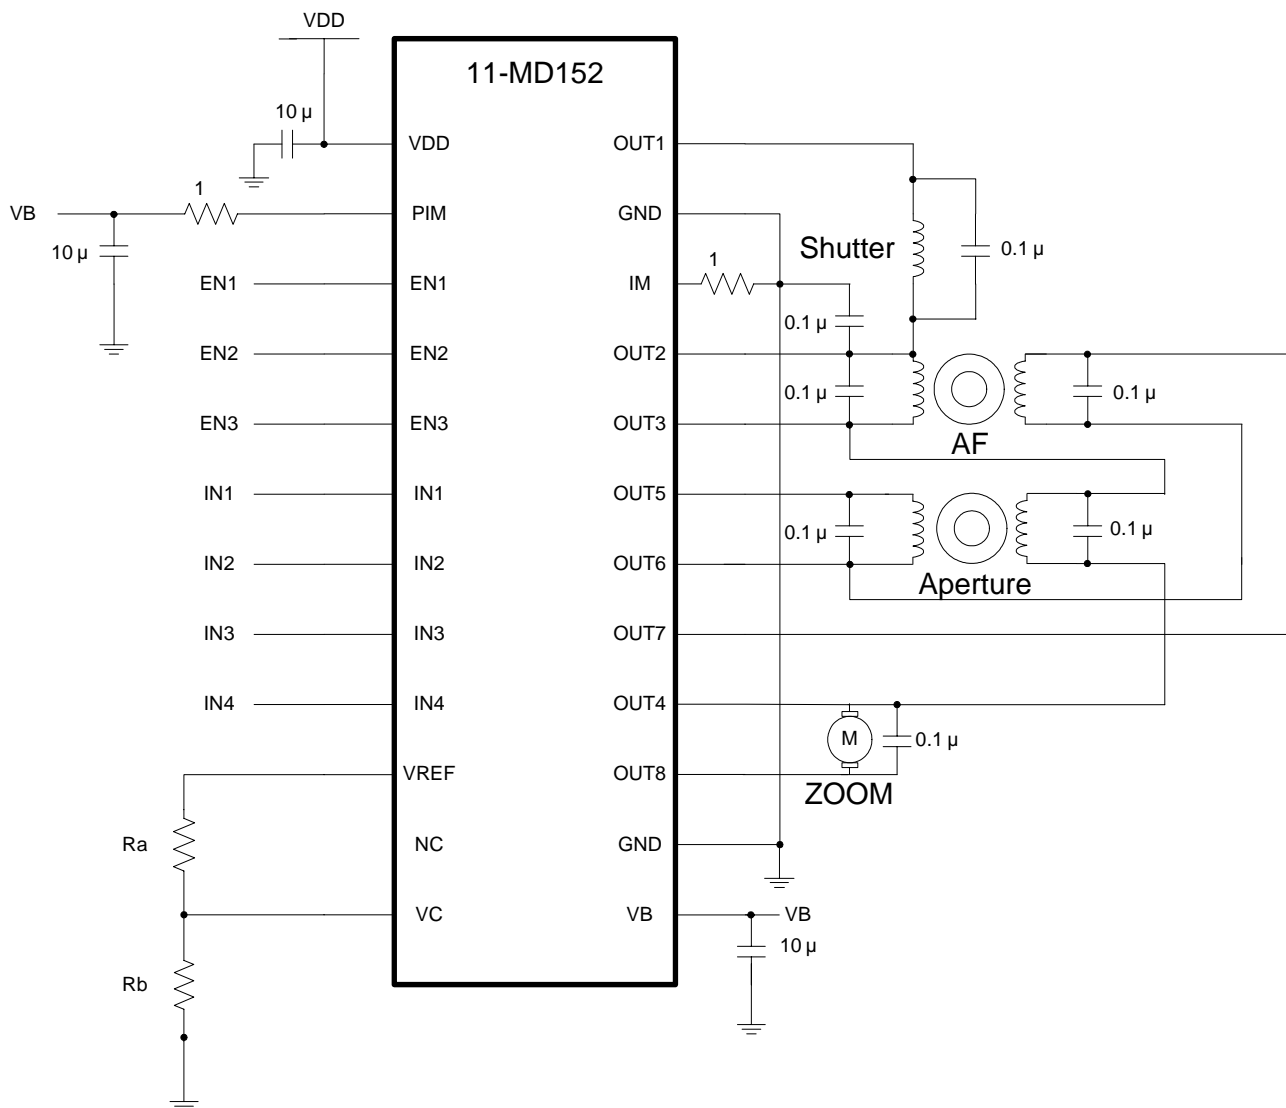 VDD
11-MD152
10 µ
VDD
OUT1
1
VB
PIM
GND
10 µ
Shutter
0.1 µ
1
EN1
EN1
IM
0.1 µ
EN2
EN2
OUT2
0.1 µ
0.1 µ
EN3
EN3
OUT3
AF
IN1
IN1
OUT5
0.1 µ
0.1 µ
IN2
IN2
OUT6
Aperture
IN3
IN3
OUT7
IN4
IN4
OUT4
M
0.1 µ
VREF
OUT8
ZOOM
Ra
NC
GND
VC
VB
VB
10 µ
Rb